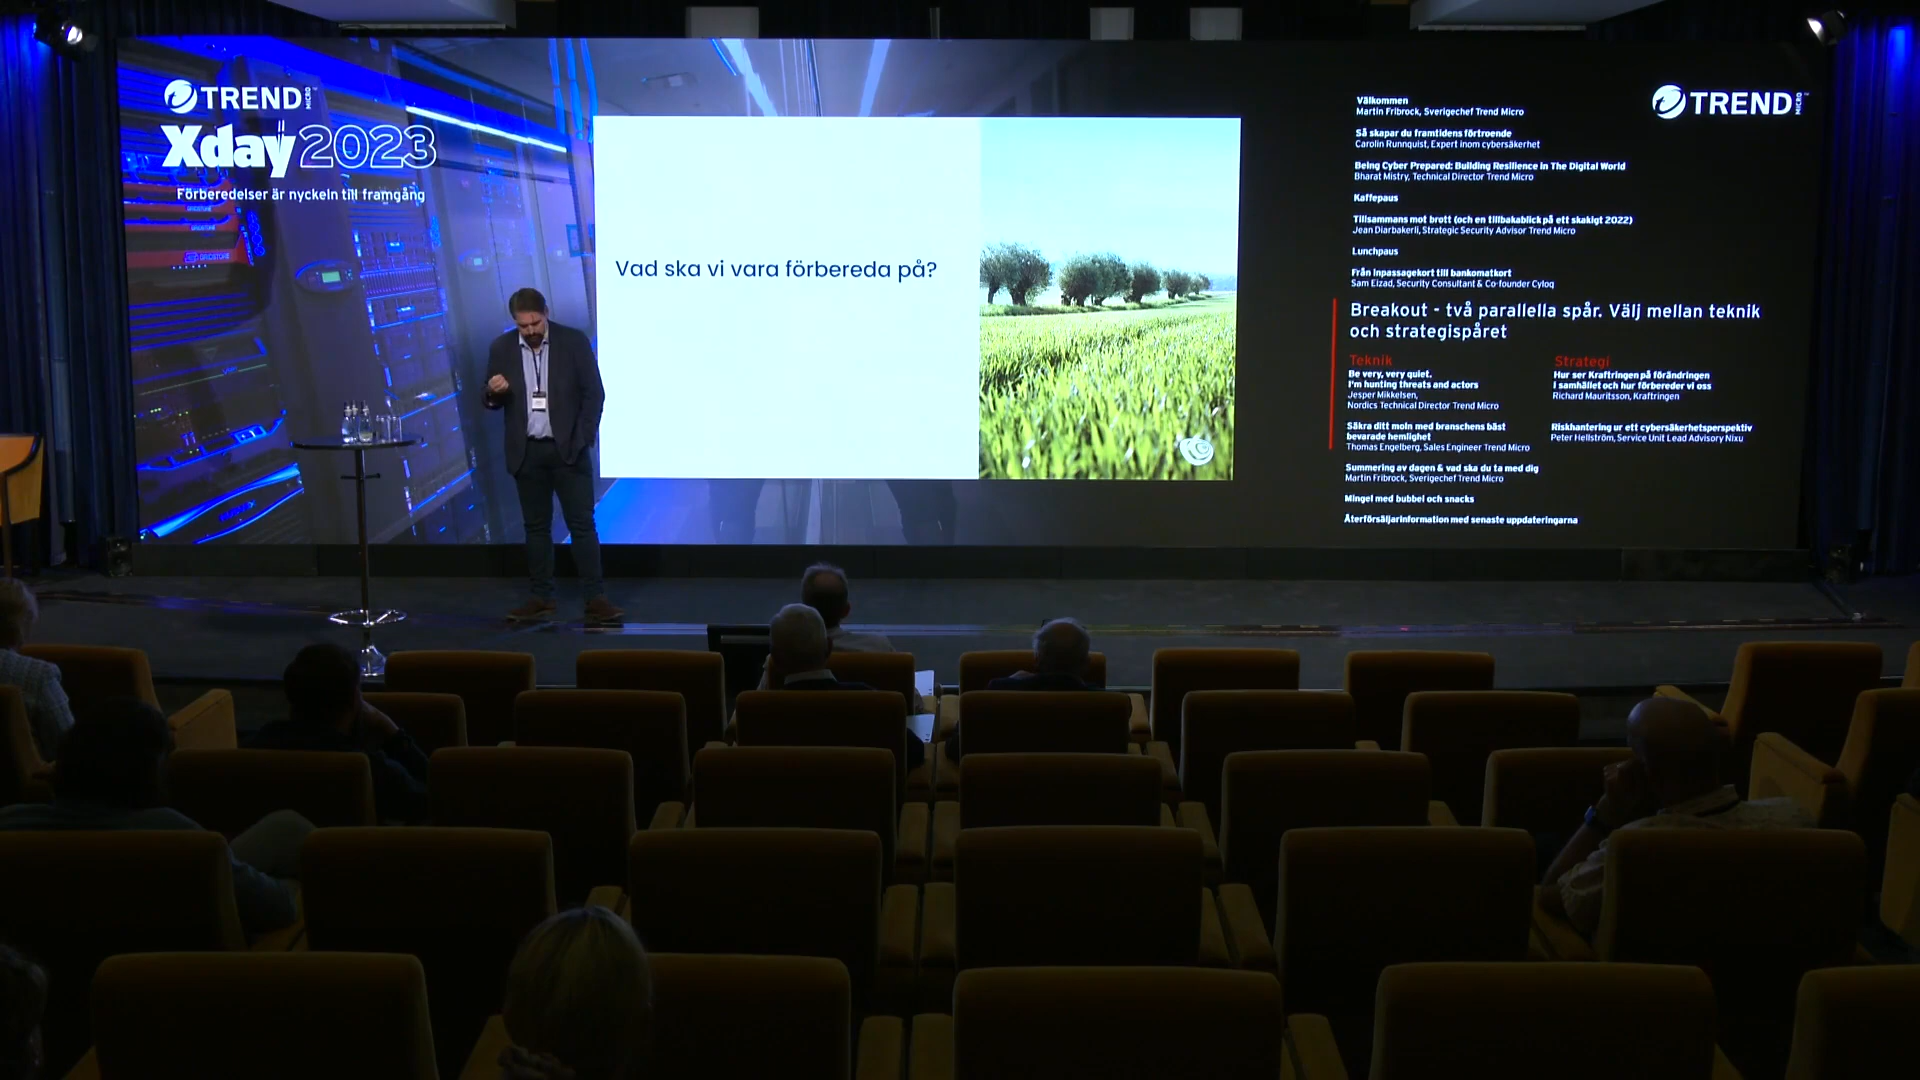 TREND MICRO
Xday 2023
Förberedelser är nyckeln till framgång
Vad ska vi vara förbereda på?
TREND MICRO
Välkommen
Martin Fribrock, Sverigechef Trend Micro
Så skapar du framtidens förtroende
Carolin Runnquist, Expert inom cybersäkerhet
Being Cyber Prepared: Building Resilience in The Digital World
Bharat Mistry, Technical Director Trend Micro
Kaffepaus
Tillsammans mot brott (och en tillbakablick på ett skakigt 2022)
Jean Diarbakerli, Strategic Security Advisor Trend Micro
Lunchpaus
Från inpassagekort till bankomatkort
Sam Eizad, Security Consultant & Co-founder Cyloq
Breakout - två parallella spår. Välj mellan teknik
och strategispåret
Teknik
Be very, very quiet.
I'm hunting threats and actors
Jesper Mikkelsen,
Nordics Technical Director Trend Micro
Säkra ditt moln med branschens bäst
bevarade hemlighet
Thomas Engelberg, Sales Engineer Trend Micro
Strategi
Hur ser Kraftringen på förändringen
i samhället och hur förbereder vi oss
Richard Mauritsson, Kraftringen
Riskhantering ur ett cybersäkerhetsperspektiv
Peter Hellström, Service Unit Lead Advisory Nixu
Summering av dagen & vad ska du ta med dig
Martin Fribrock, Sverigechef Trend Micro
Mingel med bubbel och snacks
Återförsäljarinformation med senaste uppdateringarna